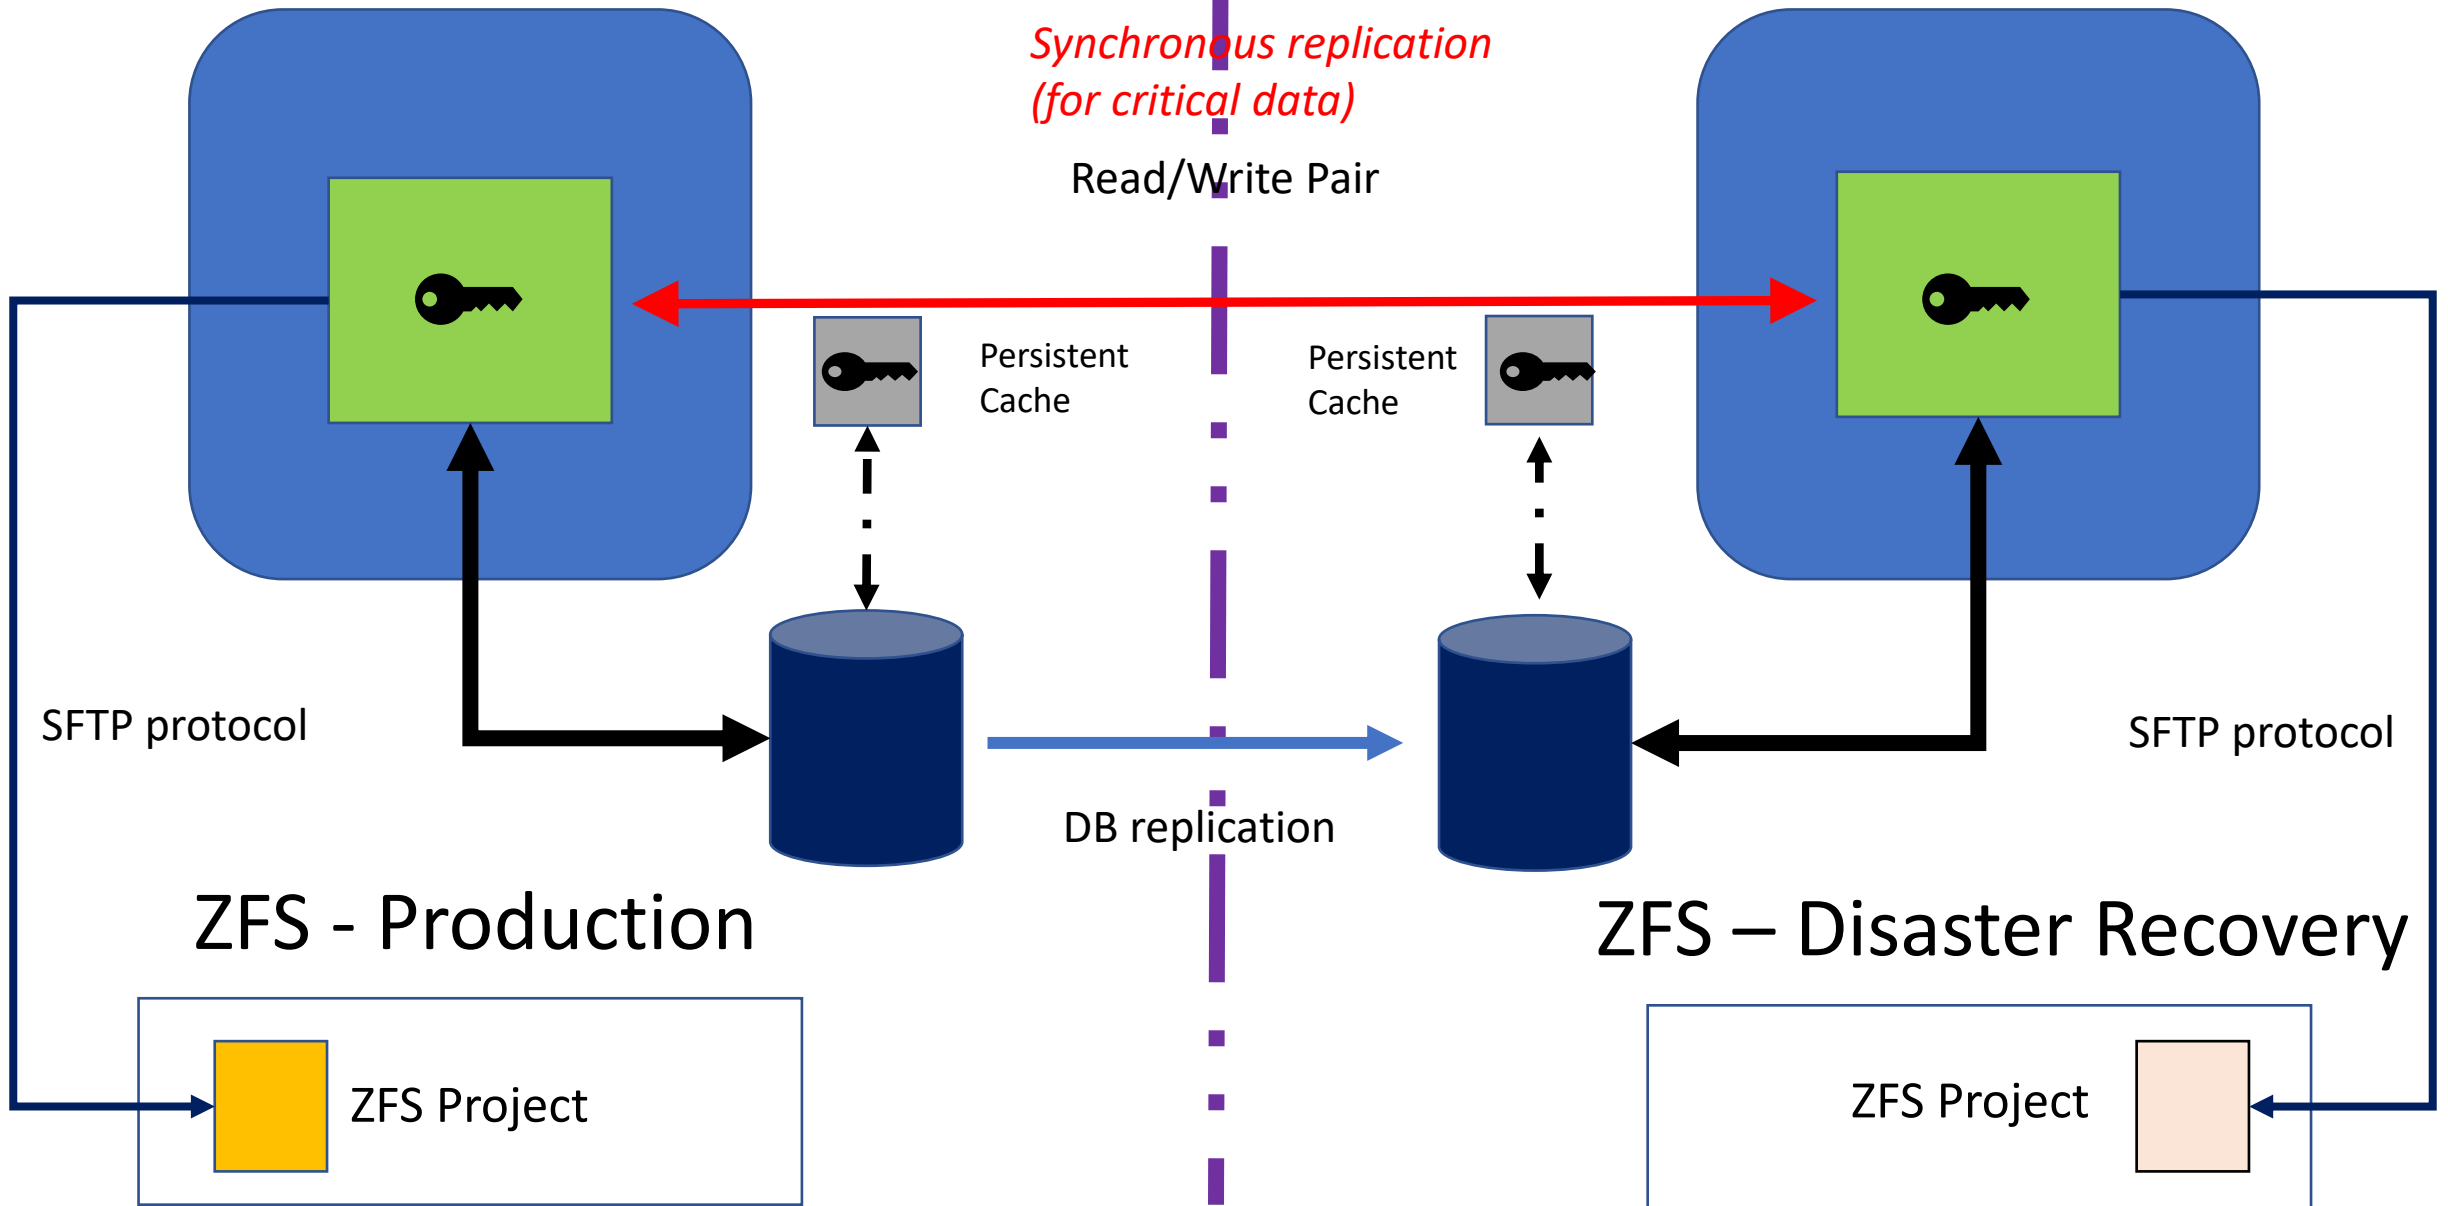 Synchronous replication
(for critical data)
Read/Write Pair
Persistent
Cache
Persistent
Cache
SFTP protocol
SFTP protocol
DB replication
ZFS - Production
ZFS – Disaster Recovery
ZFS Project
ZFS Project